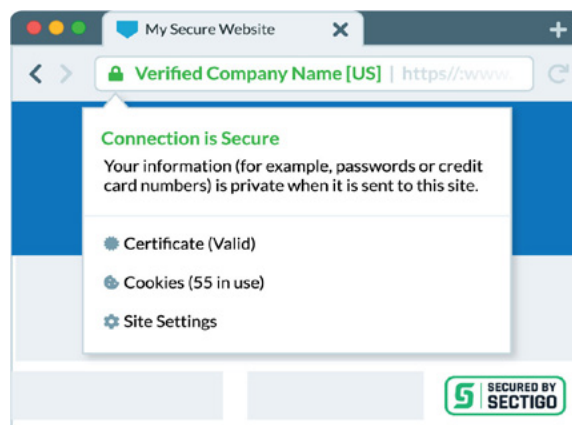 My Secure Website
Verified Company Name [US] | https//:www.
Connection is Secure
Your information (for example, passwords or credit
card numbers) is private when it is sent to this site.
Certificate (Valid)
Cookies (55 in use)
Site Settings
SECURED BY
SECTIGO